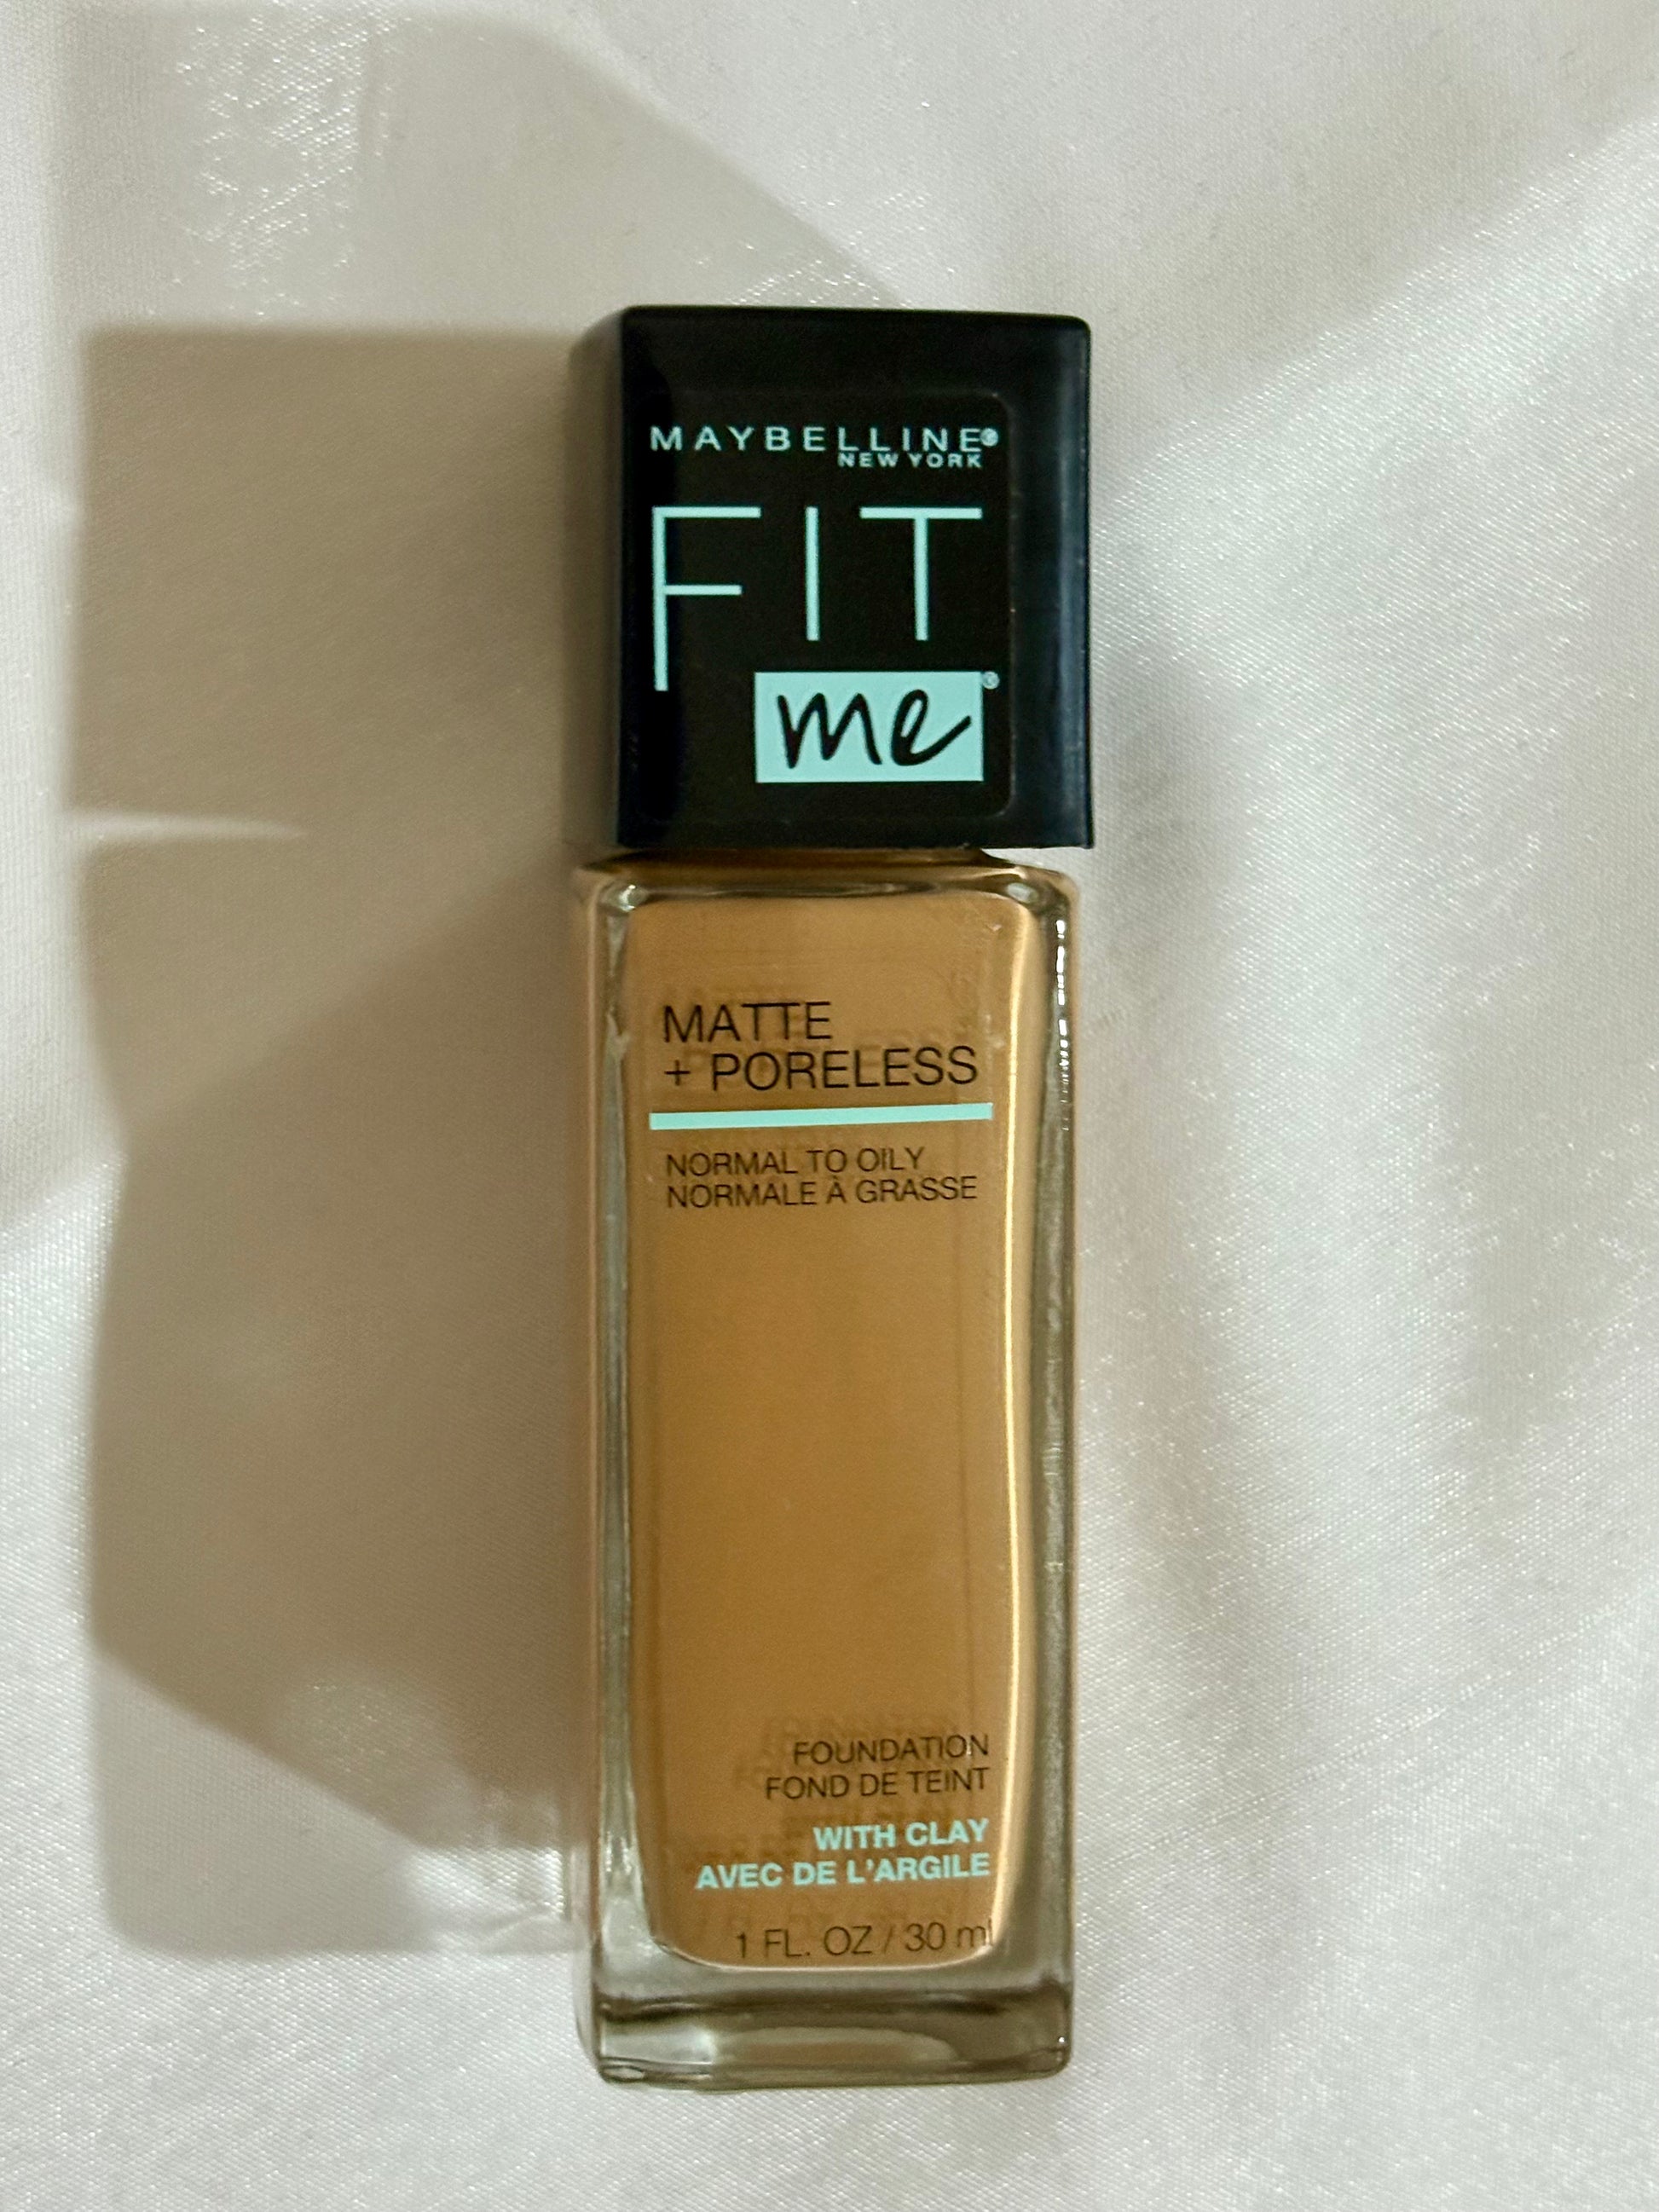 MAYBELLINE®
NEW YORK
FIT
me®
MATTE
+ PORELESS
NORMAL TO OILY
NORMALE À GRASSE
FOUNDATION
FOND DE TEINT
WITH CLAY
AVEC DE L'ARGILE
1 FL. OZ / 30 ml